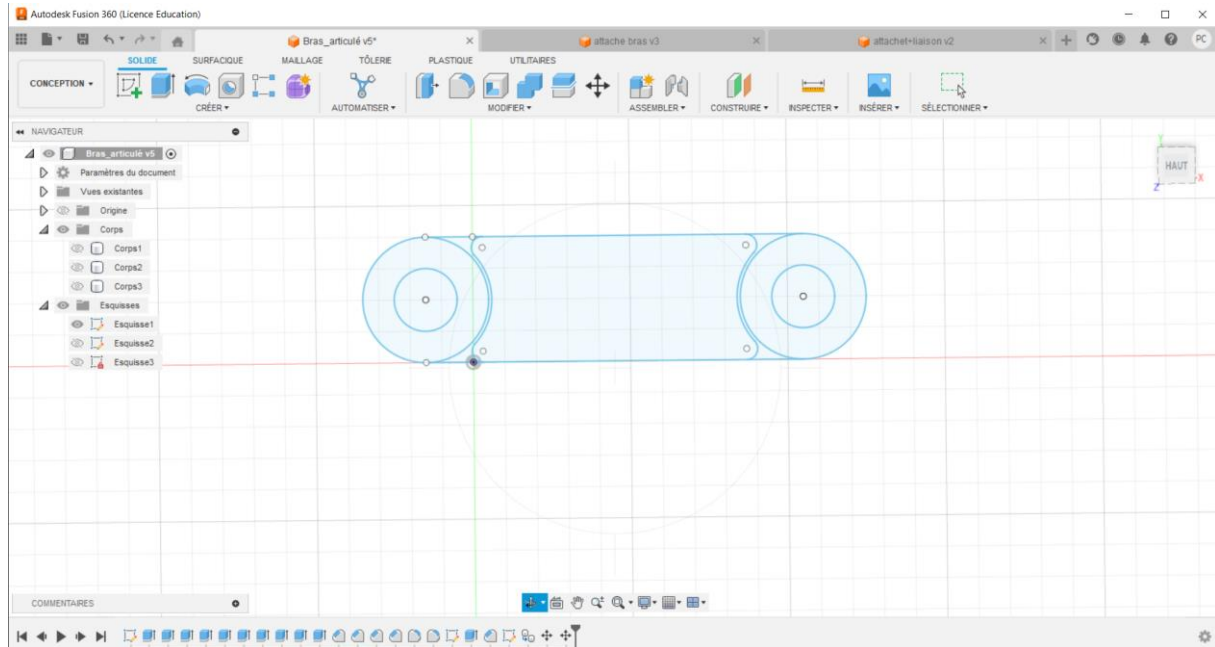 Autodesk Fusion 360 (Licence Education)
Bras_articulé v5*
attache bras v3
attachet+liaison v2
PC
SOLIDE SURFACIQUE MAILLAGE TÔLERIE PLASTIQUE UTILITAIRES
CONCEPTION
CRÉER AUTOMATISER MODIFIER ASSEMBLER CONSTRUIRE INSPECTER INSÉRER SÉLECTIONNER
NAVIGATEUR
Bras_articulé v5
Paramètres du document
Vues existantes
Origine
Corps
Corps1
Corps2
Corps3
Esquisses
Esquisse1
Esquisse2
Esquisse3
Y
HAUT
X
Z
COMMENTAIRES